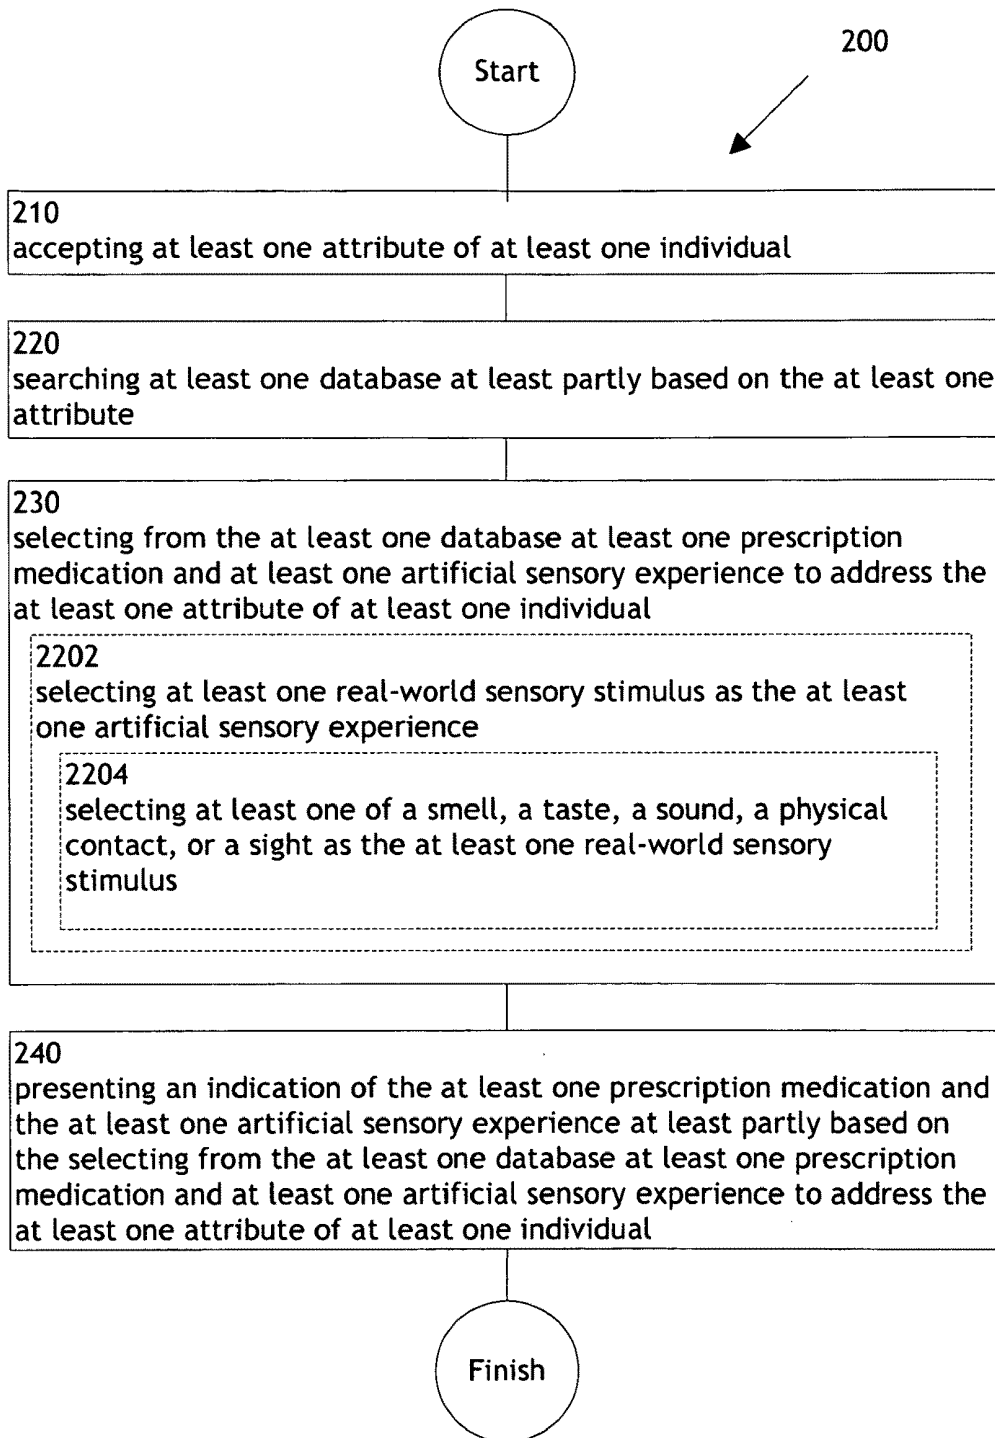 Start
200
210
accepting at least one attribute of at least one individual
220
searching at least one database at least partly based on the at least one
attribute
230
selecting from the at least one database at least one prescription
medication and at least one artificial sensory experience to address the
at least one attribute of at least one individual
2202
selecting at least one real-world sensory stimulus as the at least
one artificial sensory experience
2204
selecting at least one of a smell, a taste, a sound, a physical
contact, or a sight as the at least one real-world sensory
stimulus
240
presenting an indication of the at least one prescription medication and
the at least one artificial sensory experience at least partly based on
the selecting from the at least one database at least one prescription
medication and at least one artificial sensory experience to address the
at least one attribute of at least one individual
Finish